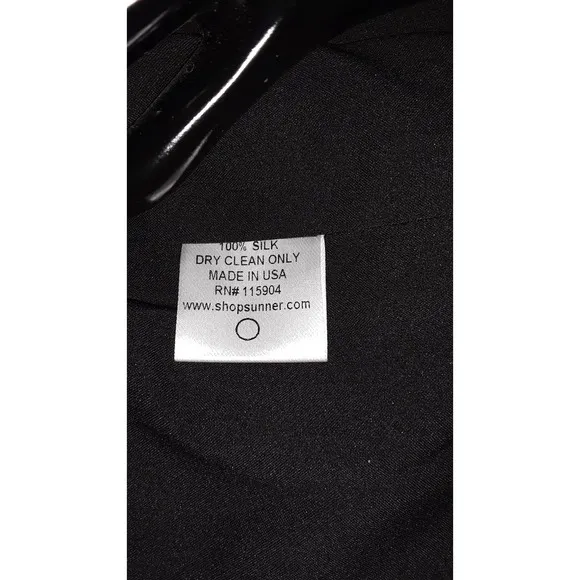 100% SILK
DRY CLEAN ONLY
MADE IN USA
RN# 115904
www.shopsunner.com